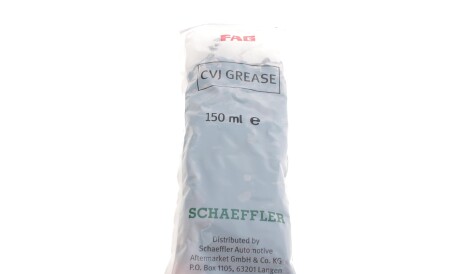 FAG
CVJ GREASE
150 ml e
SCHAEFFLER
Distributed by
Schaeffler Automotive
Aftermarket GmbH & Co. KG
P.O. Box 1105, 63201 Langen